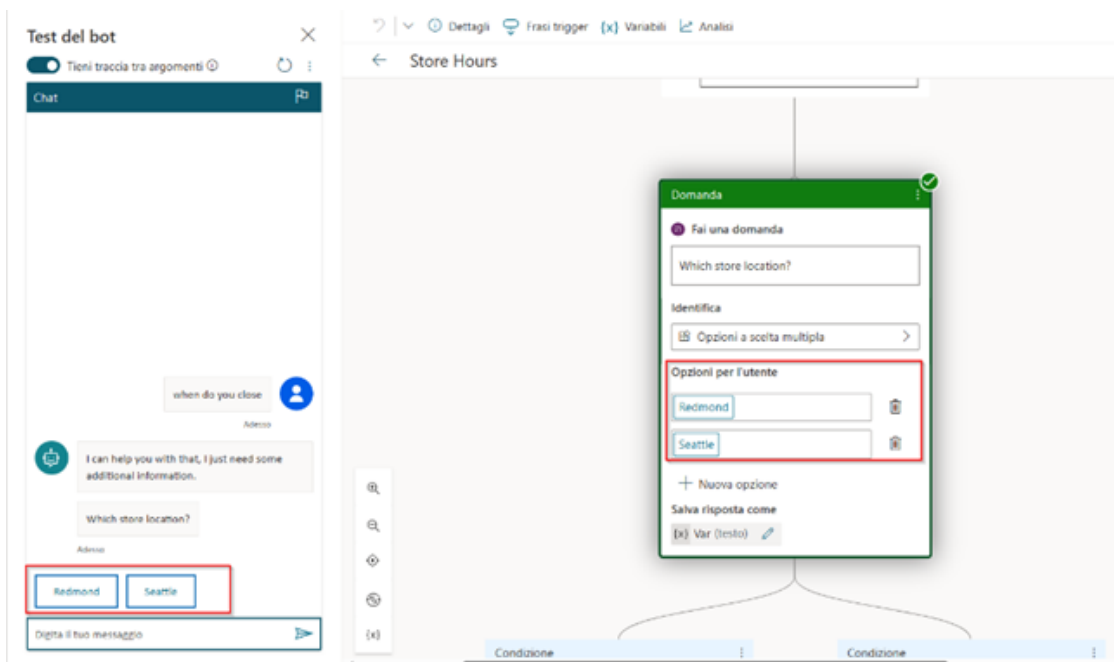 Test del bot
Tieni traccia tra argomenti
Chat
when do you close
Adesso
I can help you with that, I just need some
additional information.
Which store location?
Adesso
Redmond
Seattle
Digita il tuo messaggio
Dettagli
Frasi trigger
{x} Variabili
Analisi
Store Hours
Domanda
Fai una domanda
Which store location?
Identifica
Opzioni a scelta multipla
Opzioni per l'utente
Redmond
Seattle
Nuova opzione
Salva risposta come
{x} Var (testo)
{x}
Condizione
Condizione